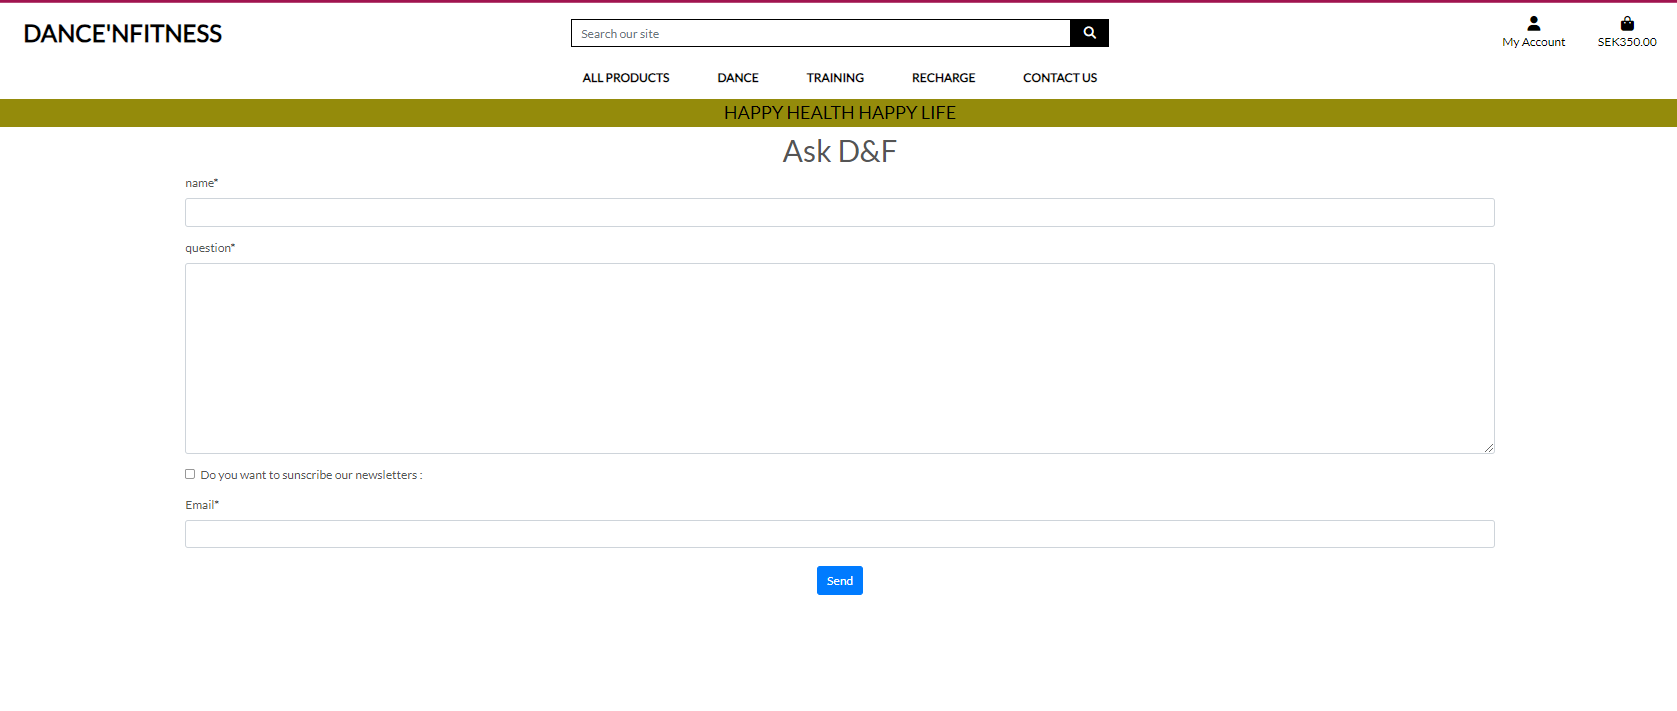 DANCE'NFITNESS
Search our site
My Account
SEK350.00
ALL PRODUCTS DANCE TRAINING RECHARGE CONTACT US
HAPPY HEALTH HAPPY LIFE
Ask D&F
name*
question*
Do you want to sunscribe our newsletters :
Email*
Send